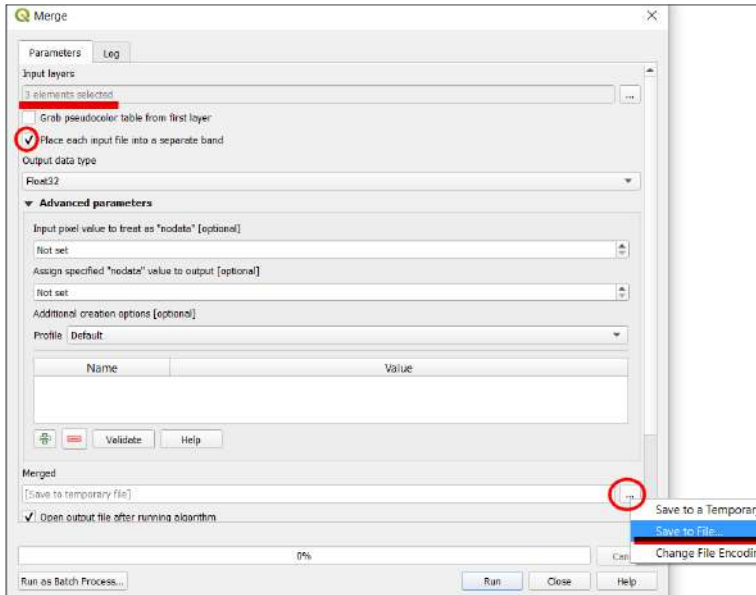 Merge
Parameters Log
Input layers
3 elements selected
...
Grab pseudocolor table from first layer
Place each input file into a separate band
Output data type
Float32
Advanced parameters
Input pixel value to treat as "nodata" [optional]
Not set
Assign specified "nodata" value to output [optional]
Not set
Additional creation options [optional]
Profile Default
Name Value
Validate Help
Merged
[Save to temporary file] ...
Save to a Temporary
Open output file after running algorithm
Save to File...
0% Can
Change File Encodin
Run as Batch Process... Run Close Help